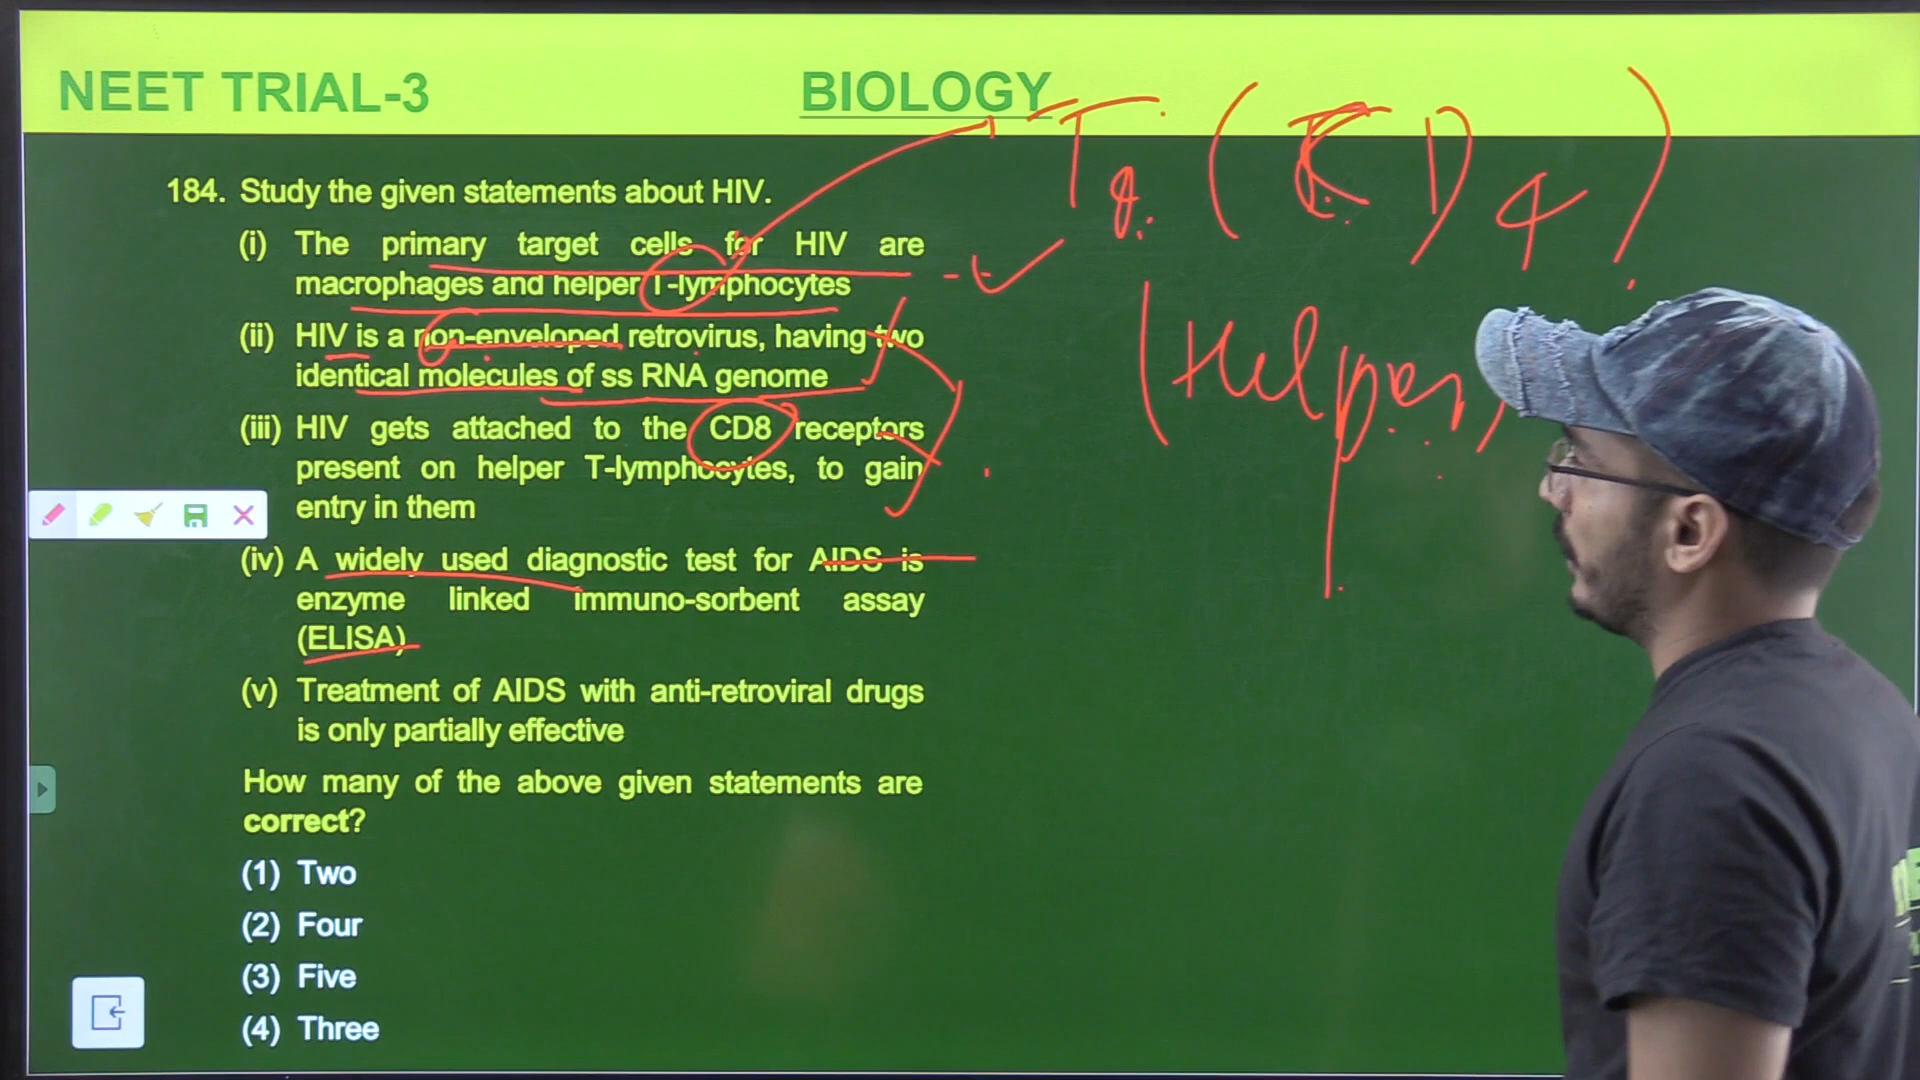 NEET TRIAL-3
BIOLOGY
184. Study the given statements about HIV.
(i) The primary target cells for HIV are
macrophages and helper T-lymphocytes
(ii) HIV is a non-enveloped retrovirus, having two
identical molecules of ss RNA genome
(iii) HIV gets attached to the CD8 receptors
present on helper T-lymphocytes, to gain
entry in them
(iv) A widely used diagnostic test for AIDS is
enzyme linked immuno-sorbent assay
(ELISA)
(v) Treatment of AIDS with anti-retroviral drugs
is only partially effective
How many of the above given statements are
correct?
(1) Two
(2) Four
(3) Five
(4) Three
(CD4)
(Helper)